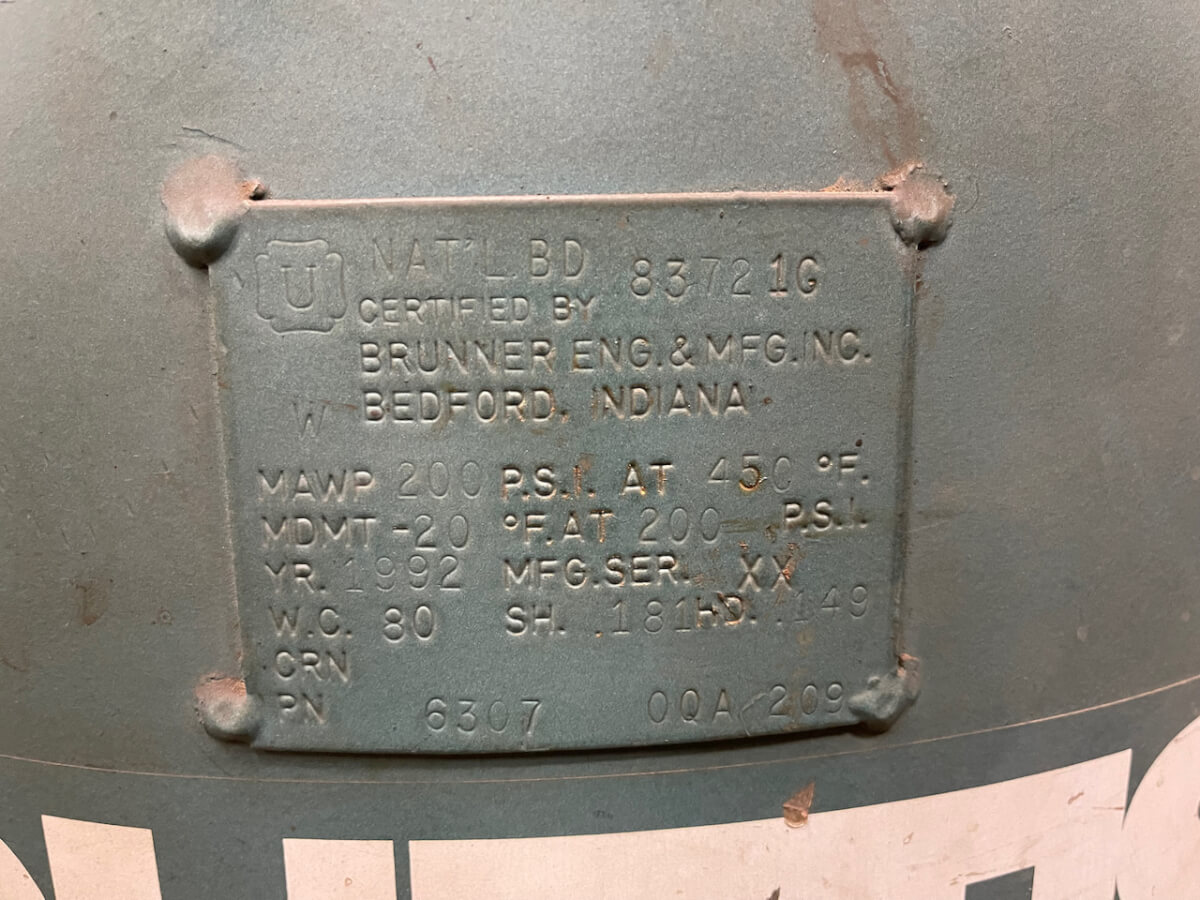 U NAT'L BD 83721G
CERTIFIED BY
BRUNNER ENG. & MFG. INC.
W BEDFORD, INDIANA
MAWP 200 P.S.I. AT 450 °F.
MDMT -20 °F. AT 200 P.S.I.
YR. 1992 MFG. SER. XX
W.C. 80 SH. .181 HD. .149
CRN
PN 6307 0QA 209